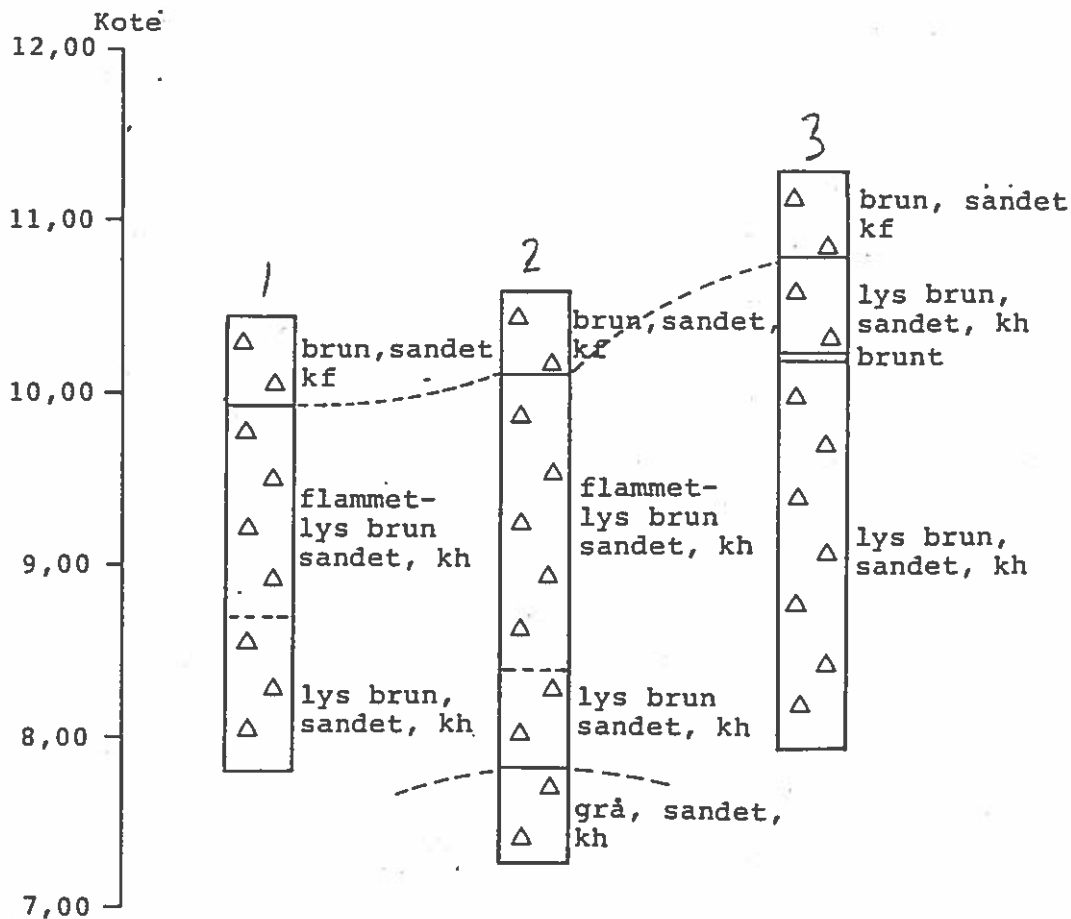 Kote
12,00
11,00
10,00
9,00
8,00
7,00
1
brun, sandet
kf
flammet-
lys brun
sandet, kh
lys brun,
sandet, kh
2
brun, sandet,
kf
flammet-
lys brun
sandet, kh
lys brun
sandet, kh
grå, sandet,
kh
3
brun, sandet
kf
lys brun,
sandet, kh
brunt
lys brun,
sandet, kh